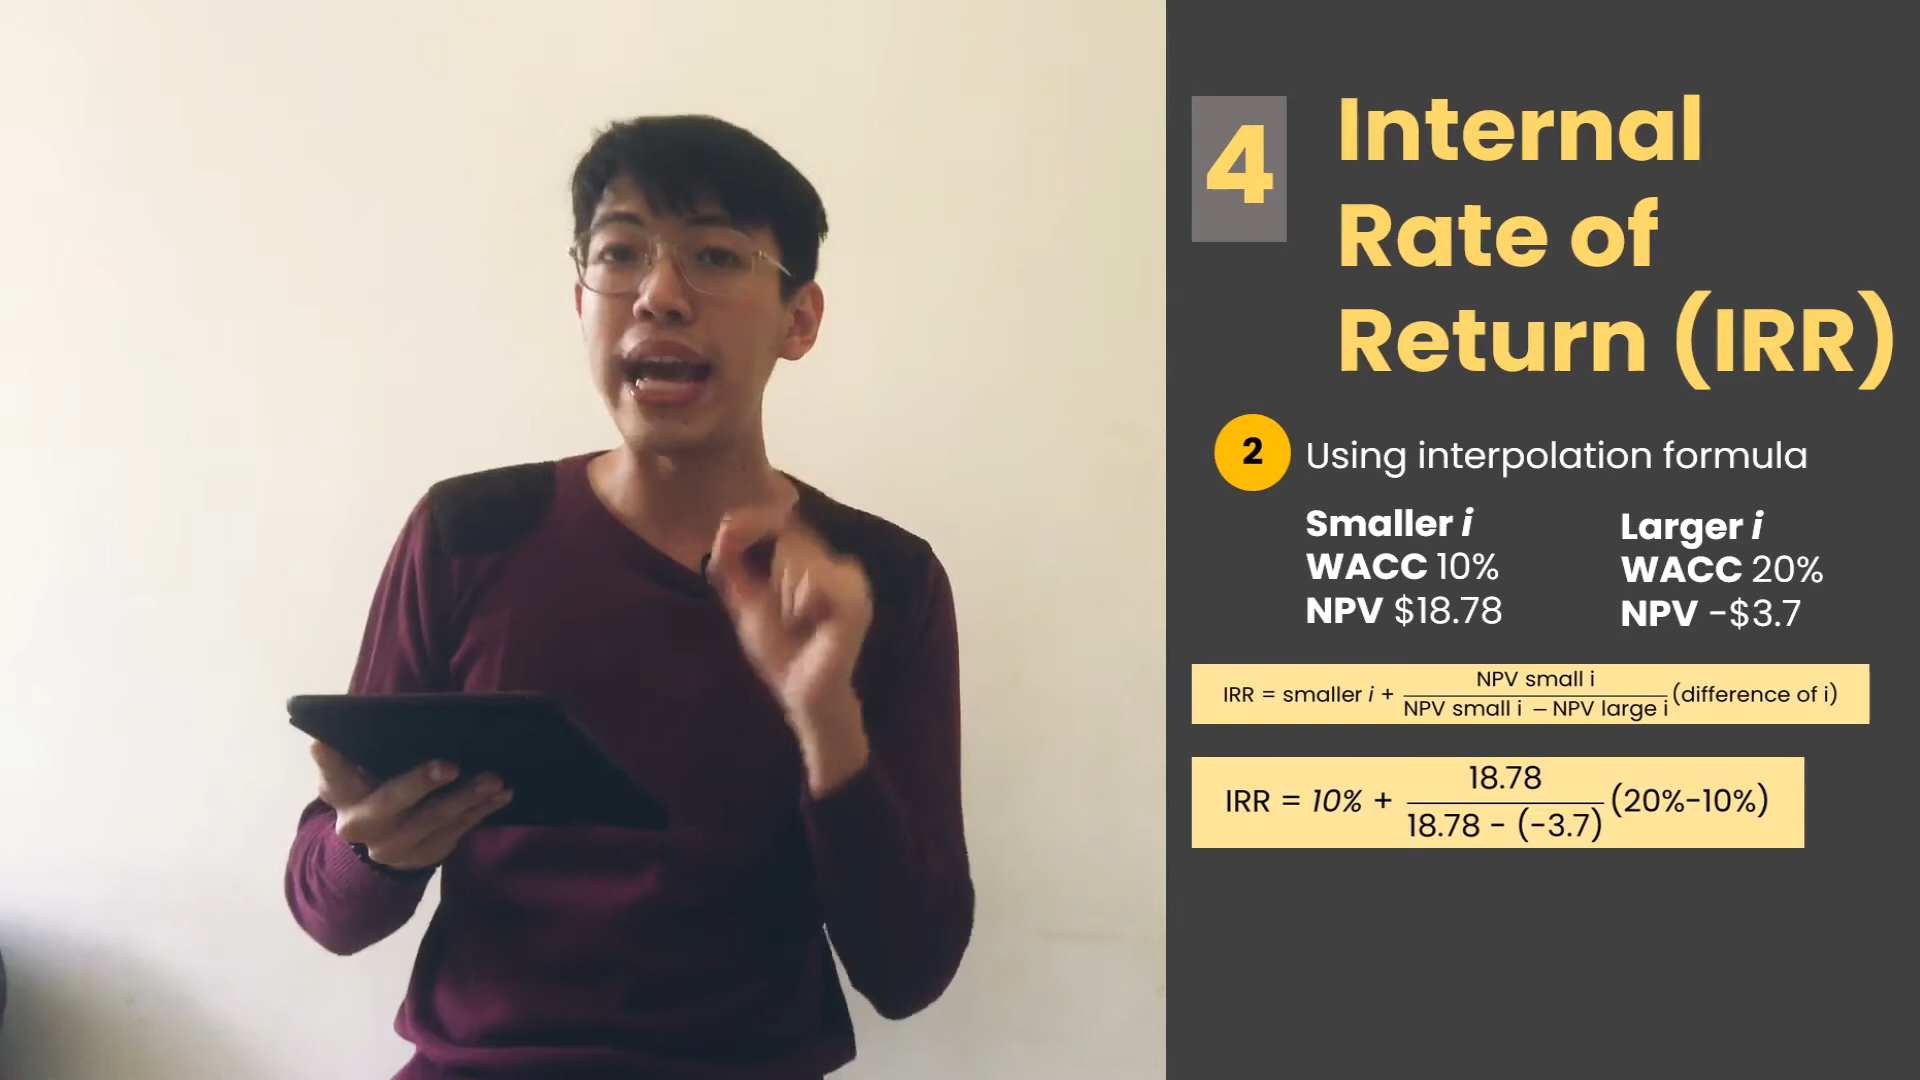 4
Internal
Rate of
Return (IRR)
2 Using interpolation formula
Smaller i
WACC 10%
NPV $18.78
Larger i
WACC 20%
NPV -$3.7
IRR = smaller i + NPV small i / NPV small i – NPV large i (difference of i)
IRR = 10% + 18.78 / 18.78 - (-3.7) (20%-10%)